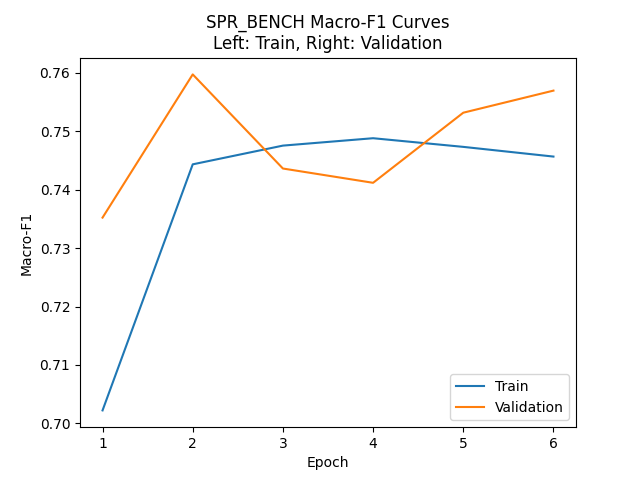 SPR_BENCH Macro-F1 Curves
Left: Train, Right: Validation
0.76
0.75
0.74
0.73
0.72
0.71
0.70
Macro-F1
1 2 3 4 5 6
Epoch
Train
Validation